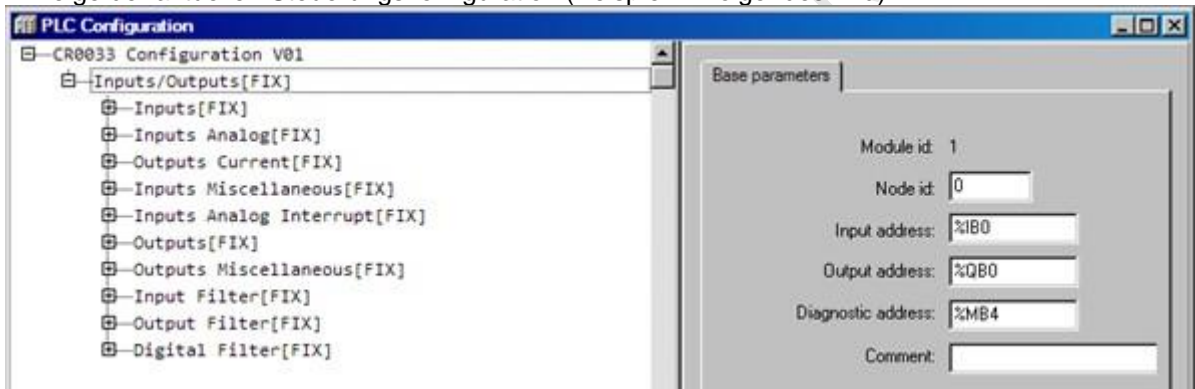 PLC Configuration
CR0033 Configuration V01
Inputs/Outputs[FIX]
Inputs[FIX]
Inputs Analog[FIX]
Outputs Current[FIX]
Inputs Miscellaneous[FIX]
Inputs Analog Interrupt[FIX]
Outputs[FIX]
Outputs Miscellaneous[FIX]
Input Filter[FIX]
Output Filter[FIX]
Digital Filter[FIX]
Base parameters
Module id: 1
Node id: 0
Input address: %IB0
Output address: %QB0
Diagnostic address: %MB4
Comment: